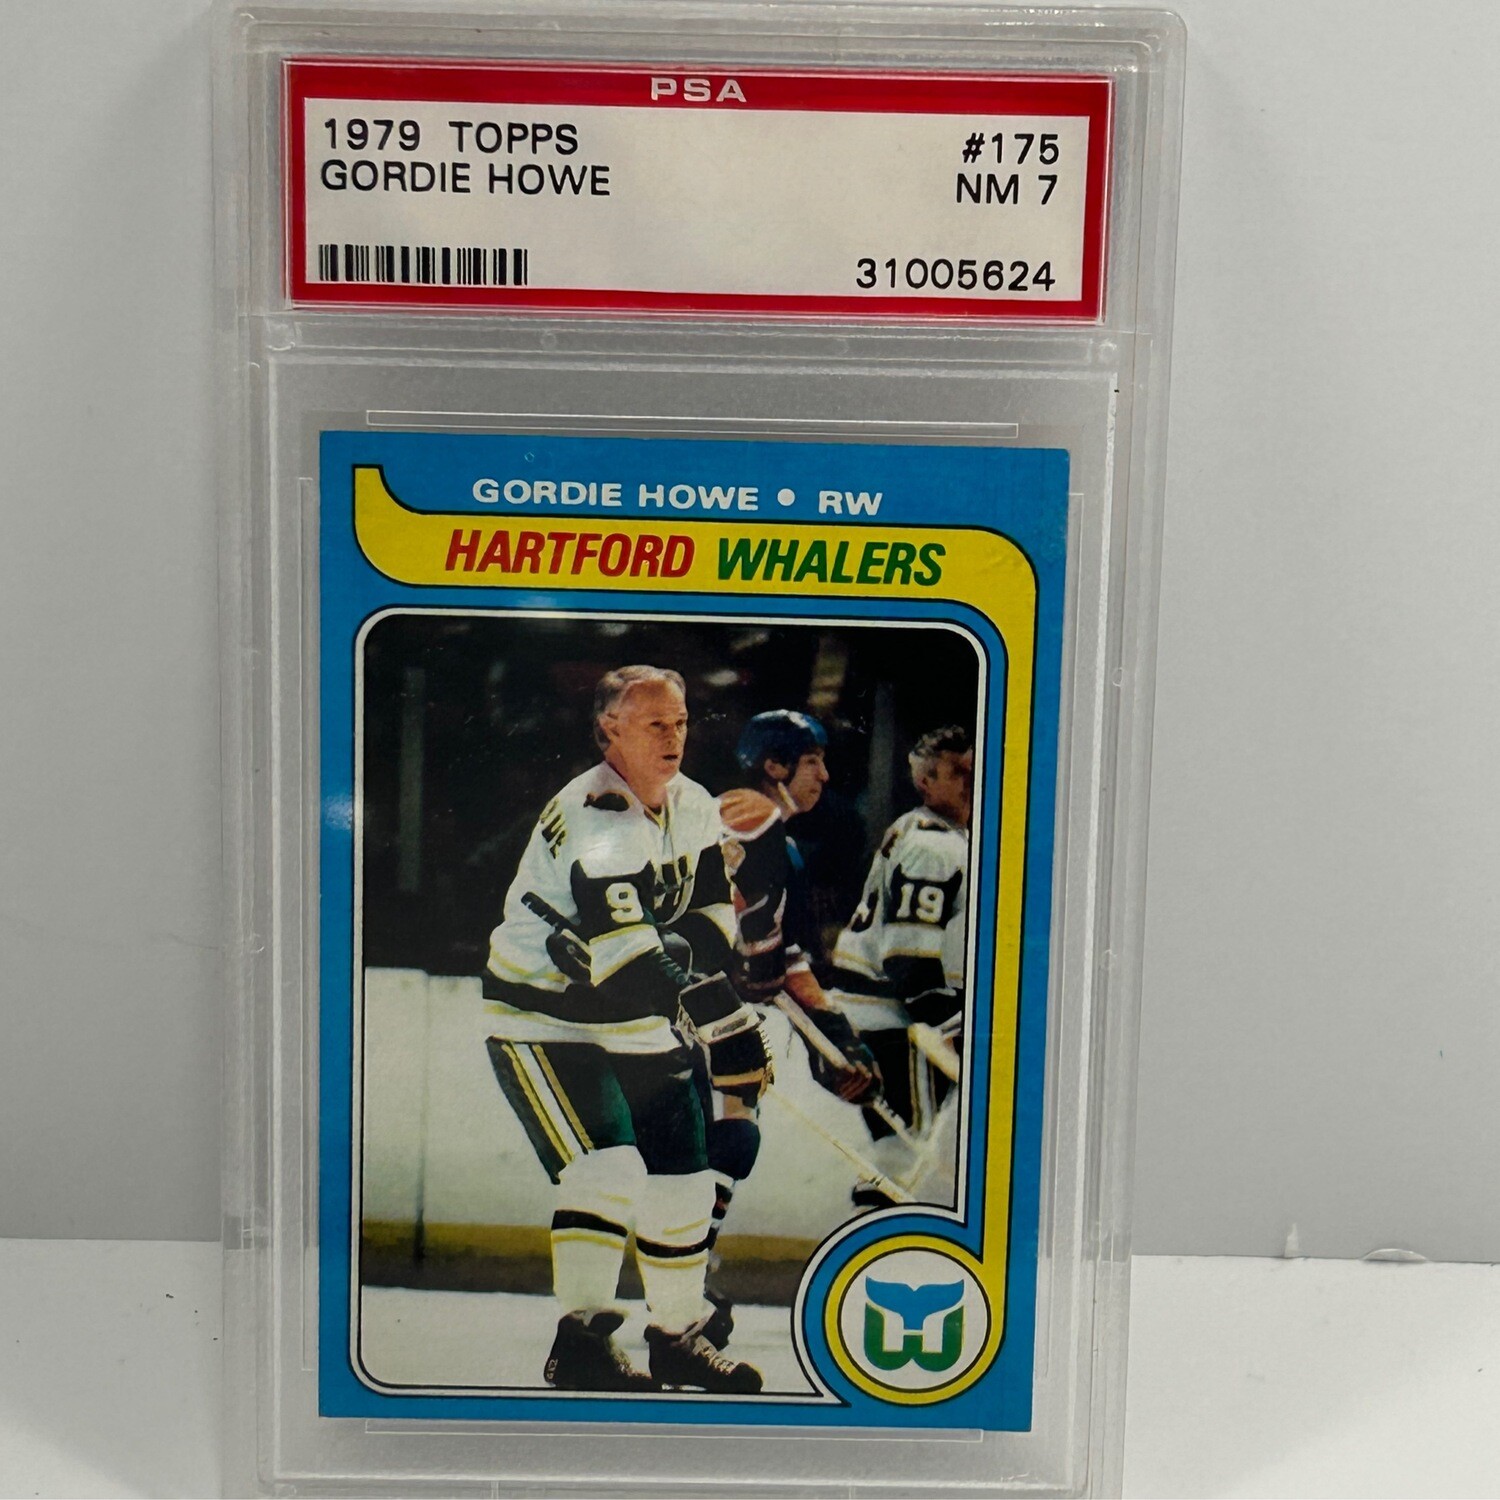 PSA
1979 TOPPS #175
GORDIE HOWE NM 7
31005624
GORDIE HOWE • RW
HARTFORD WHALERS
9
19